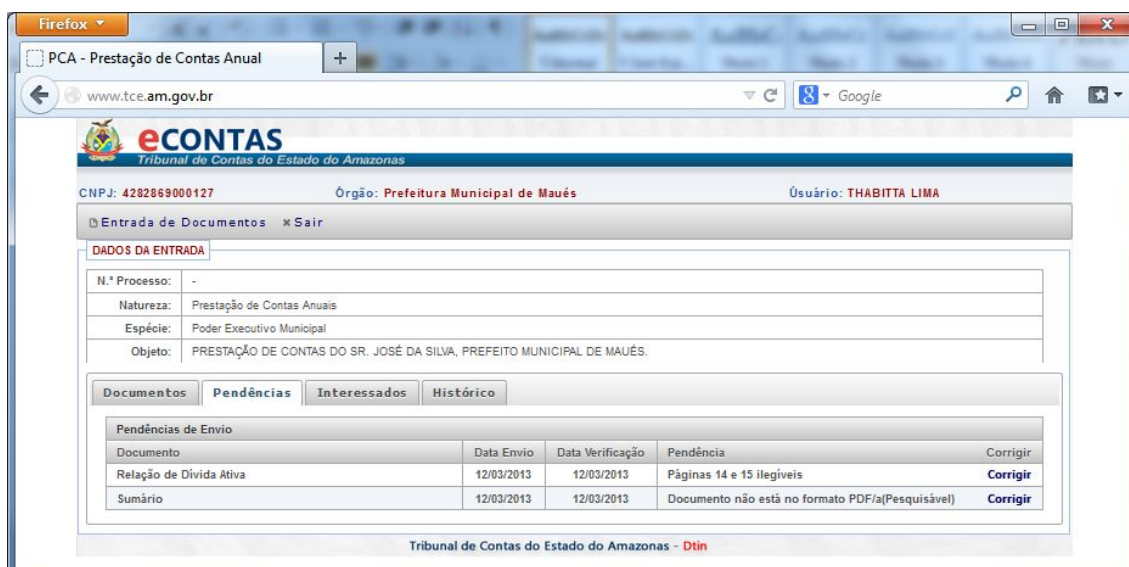 Firefox
PCA - Prestação de Contas Anual +
www.tce.am.gov.br Google
eCONTAS
Tribunal de Contas do Estado do Amazonas
CNPJ: 4282869000127 Órgão: Prefeitura Municipal de Maués Úsuário: THABITTA LIMA
Entrada de Documentos Sair
DADOS DA ENTRADA
N.º Processo: -
Natureza: Prestação de Contas Anuais
Espécie: Poder Executivo Municipal
Objeto: PRESTAÇÃO DE CONTAS DO SR. JOSÉ DA SILVA, PREFEITO MUNICIPAL DE MAUÉS.
Documentos Pendências Interessados Histórico
Pendências de Envio
Documento Data Envio Data Verificação Pendência Corrigir
Relação de Dívida Ativa 12/03/2013 12/03/2013 Páginas 14 e 15 ilegíveis Corrigir
Sumário 12/03/2013 12/03/2013 Documento não está no formato PDF/a(Pesquisável) Corrigir
Tribunal de Contas do Estado do Amazonas - Dtin